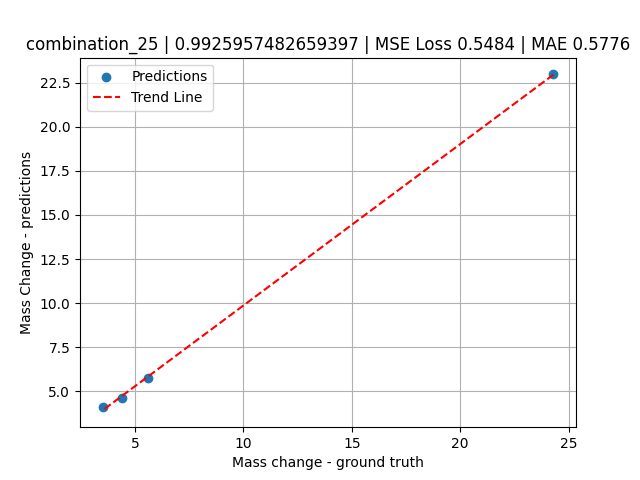 combination_25 | 0.9925957482659397 | MSE Loss 0.5484 | MAE 0.5776
Predictions
Trend Line
22.5
20.0
17.5
15.0
12.5
10.0
7.5
5.0
Mass Change - predictions
5
10
15
20
25
Mass change - ground truth